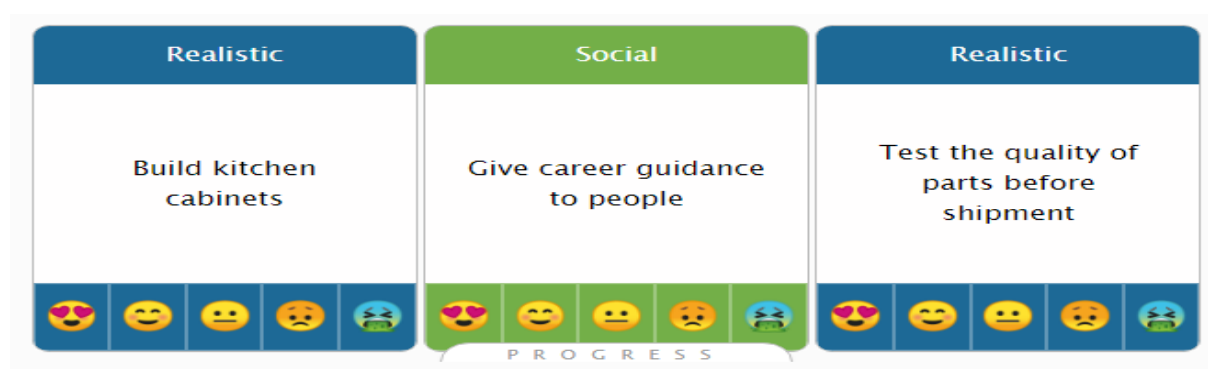 Realistic
Build kitchen
cabinets
Social
Give career guidance
to people
Realistic
Test the quality of
parts before
shipment
PROGRESS